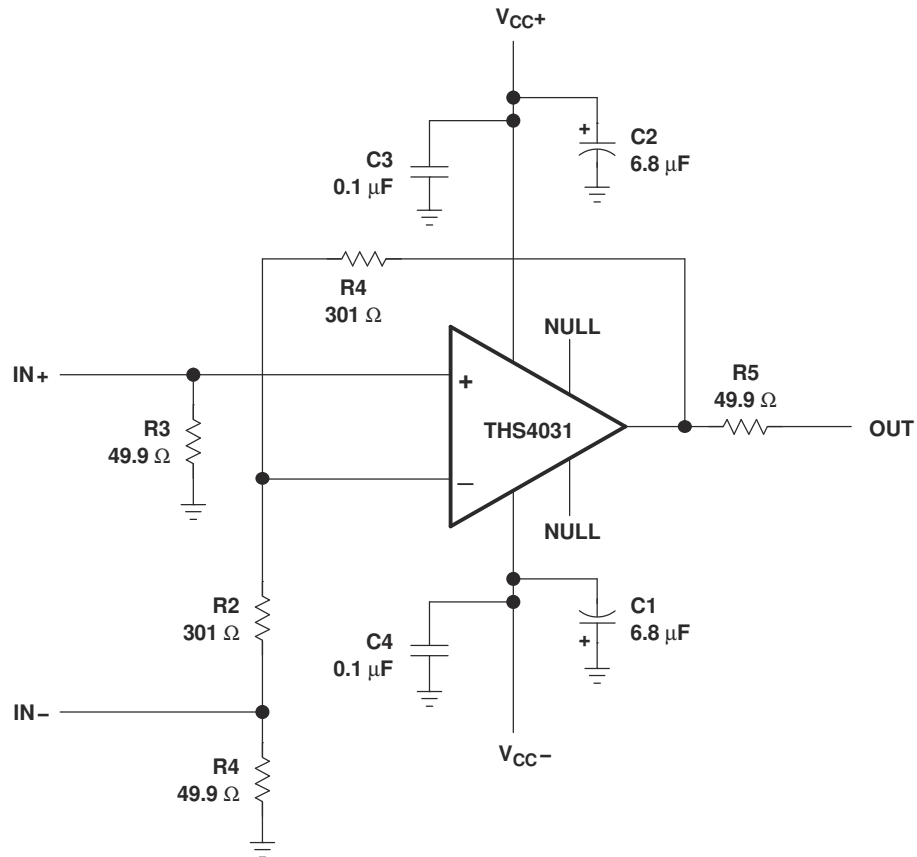 VCC+
C3
0.1 μF
+
C2
6.8 μF
R4
301 Ω
NULL
IN+
+
R3
49.9 Ω
THS4031
R5
49.9 Ω
OUT
−
NULL
R2
301 Ω
C4
0.1 μF
C1
6.8 μF
+
IN−
VCC−
R4
49.9 Ω